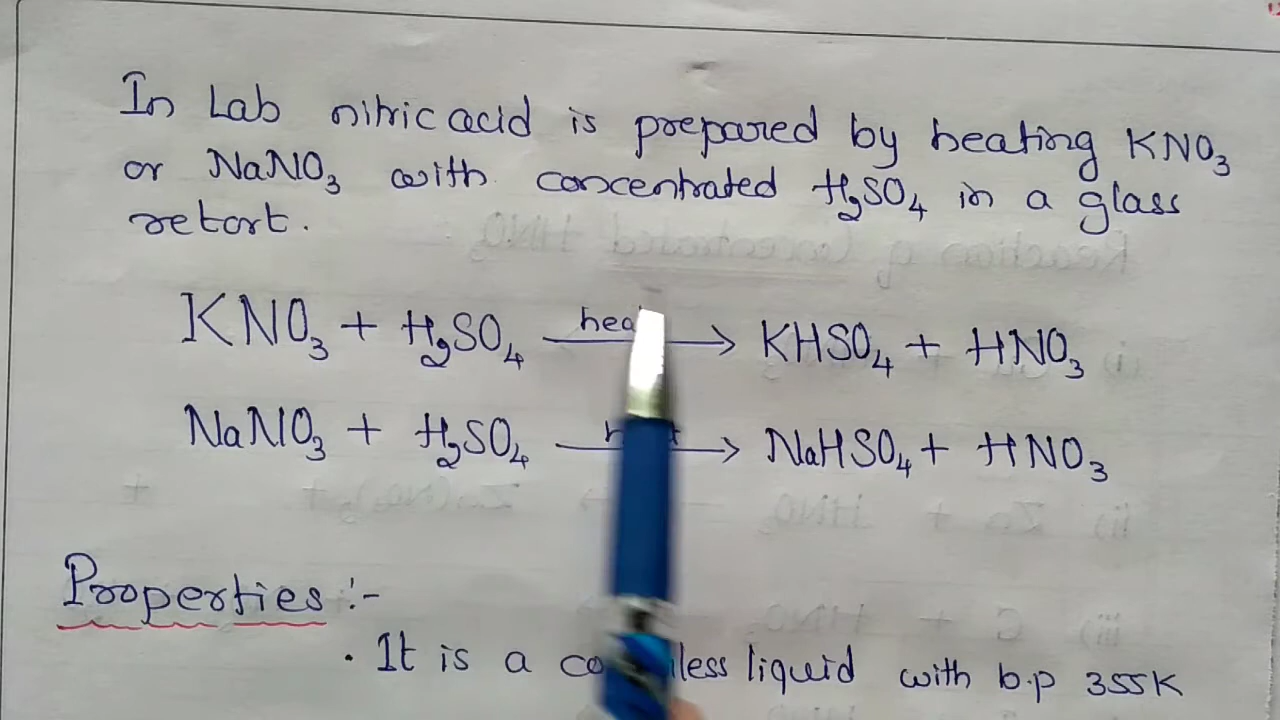 In Lab nitric acid is prepared by heating KNO₃
or NaNO₃ with concentrated H₂SO₄ in a glass
retort.
KNO₃ + H₂SO₄ ⟶ KHSO₄ + HNO₃
NaNO₃ + H₂SO₄ ⟶ NaHSO₄ + HNO₃
Properties :-
. It is a liquid with b.p 355K